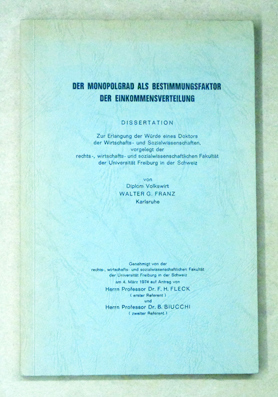 DER MONOPOLGRAD ALS BESTIMMUNGSFAKTOR
DER EINKOMMENSVERTEILUNG
DISSERTATION
Zur Erlangung der Würde eines Doktors
der Wirtschafts- und Sozialwissenschaften,
vorgelegt der
rechts-, wirtschafts- und sozialwissenschaftlichen Fakultät
der Universität Freiburg in der Schweiz
von
Diplom Volkswirt
WALTER G. FRANZ
Karlsruhe
Genehmigt von der
rechts-, wirtschafts- und sozialwissenschaftlichen Fakultät
der Universität Freiburg in der Schweiz
am 4. März 1974 auf Antrag von
Herrn Professor Dr. F. H. FLECK
( erster Referent )
und
Herrn Professor Dr. B. BIUCCHI
( zweiter Referent )